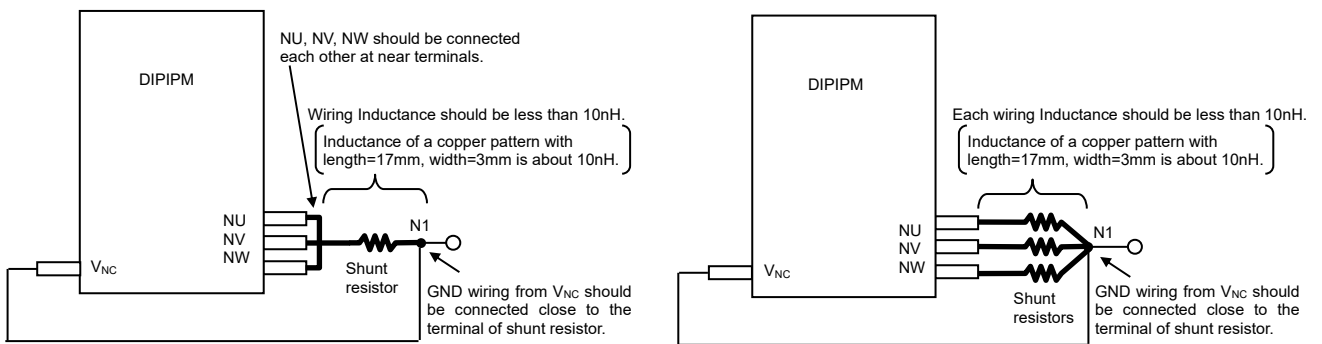 NU, NV, NW should be connected
each other at near terminals.
DIPIPM
Wiring Inductance should be less than 10nH.
Inductance of a copper pattern with
length=17mm, width=3mm is about 10nH.
NU
NV
NW
N1
VNC
Shunt
resistor
GND wiring from VNC should
be connected close to the
terminal of shunt resistor.
DIPIPM
Each wiring Inductance should be less than 10nH.
Inductance of a copper pattern with
length=17mm, width=3mm is about 10nH.
NU
NV
NW
N1
VNC
Shunt
resistors
GND wiring from VNC should
be connected close to the
terminal of shunt resistor.